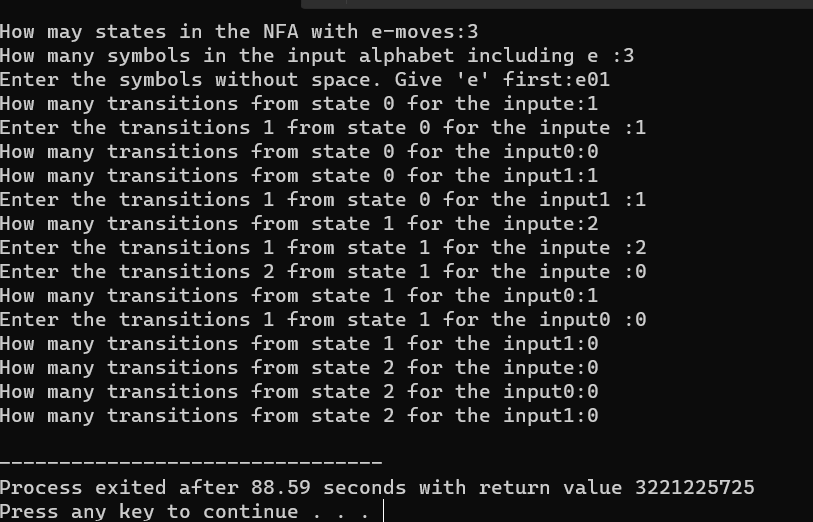 How may states in the NFA with e-moves:3
How many symbols in the input alphabet including e :3
Enter the symbols without space. Give 'e' first:e01
How many transitions from state 0 for the inpute:1
Enter the transitions 1 from state 0 for the inpute :1
How many transitions from state 0 for the input0:0
How many transitions from state 0 for the input1:1
Enter the transitions 1 from state 0 for the input1 :1
How many transitions from state 1 for the inpute:2
Enter the transitions 1 from state 1 for the inpute :2
Enter the transitions 2 from state 1 for the inpute :0
How many transitions from state 1 for the input0:1
Enter the transitions 1 from state 1 for the input0 :0
How many transitions from state 1 for the input1:0
How many transitions from state 2 for the inpute:0
How many transitions from state 2 for the input0:0
How many transitions from state 2 for the input1:0
--------------------------------
Process exited after 88.59 seconds with return value 3221225725
Press any key to continue . . .